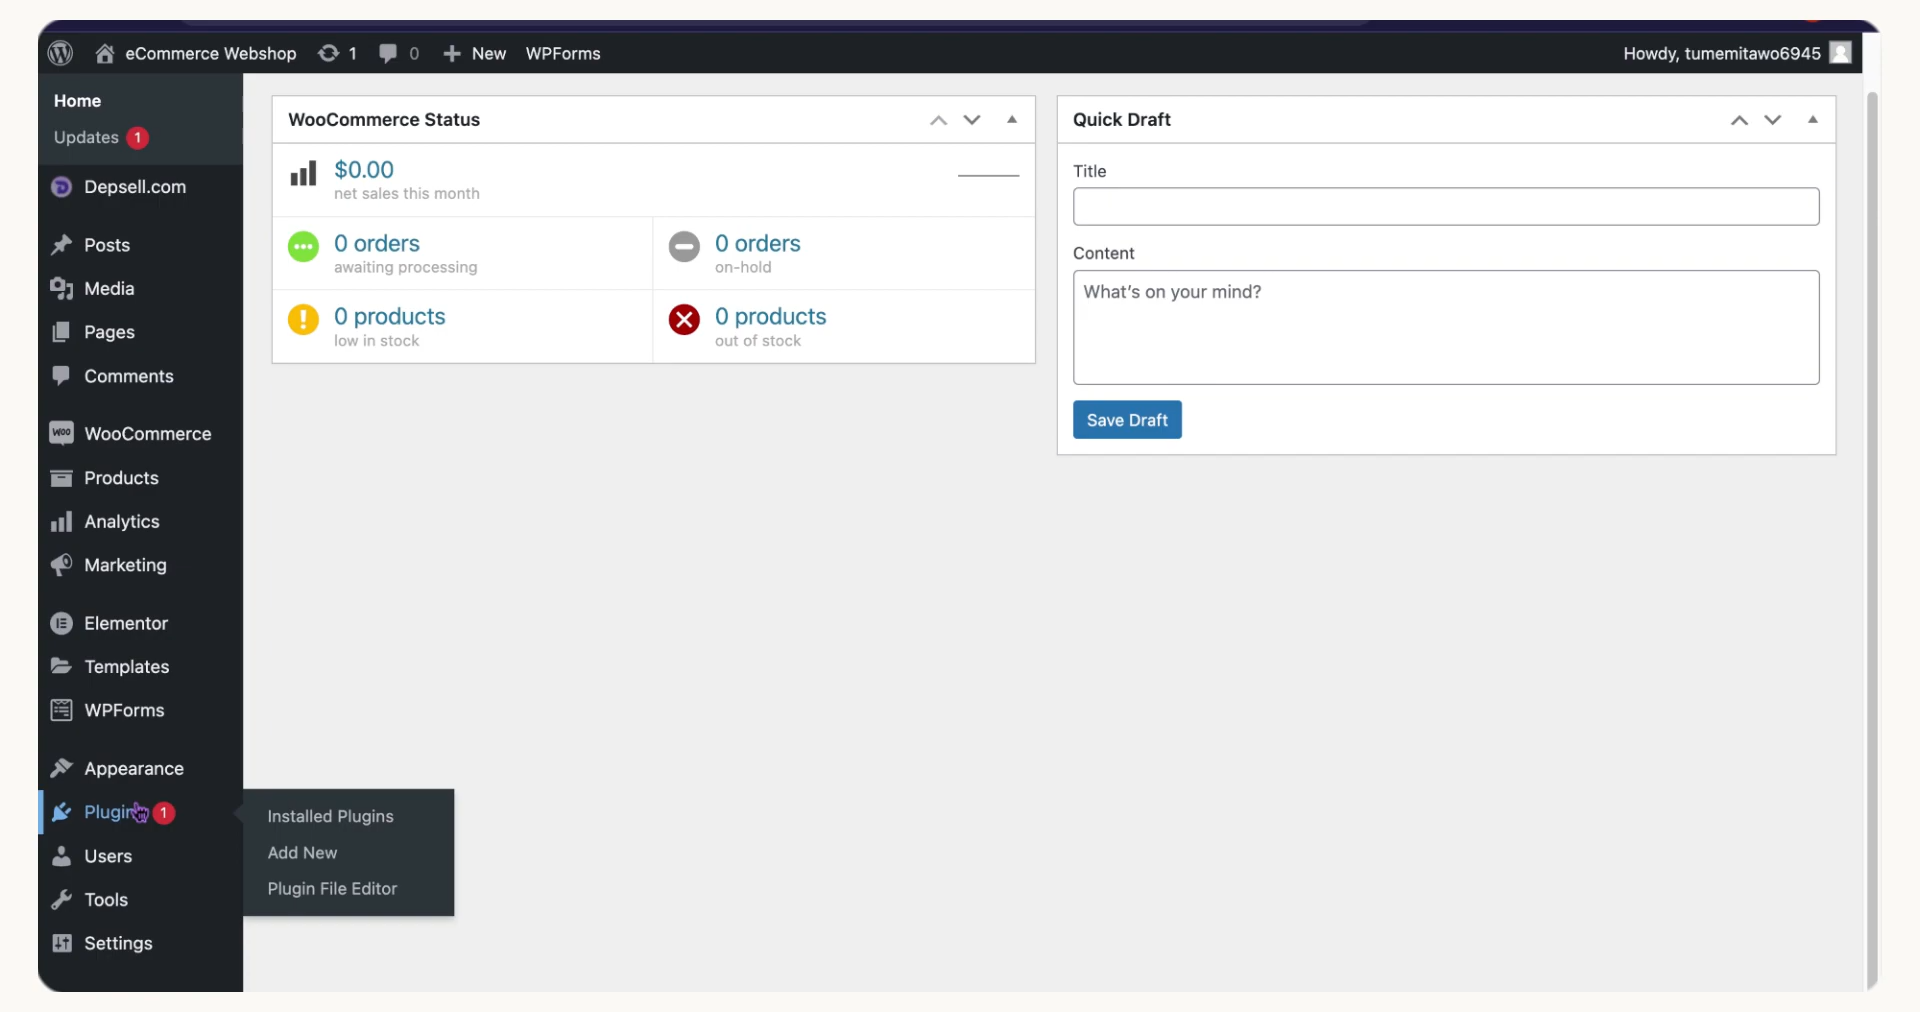 eCommerce Webshop 1 0 New WPForms Howdy, tumemitawo6945
Home
Updates 1
Depsell.com
Posts
Media
Pages
Comments
WOO WooCommerce
Products
Analytics
Marketing
Elementor
Templates
WPForms
Appearance
Plugin 1
Users
Tools
Settings
Installed Plugins
Add New
Plugin File Editor
WooCommerce Status
$0.00
net sales this month
0 orders
awaiting processing
0 orders
on-hold
0 products
low in stock
0 products
out of stock
Quick Draft
Title
Content
What's on your mind?
Save Draft